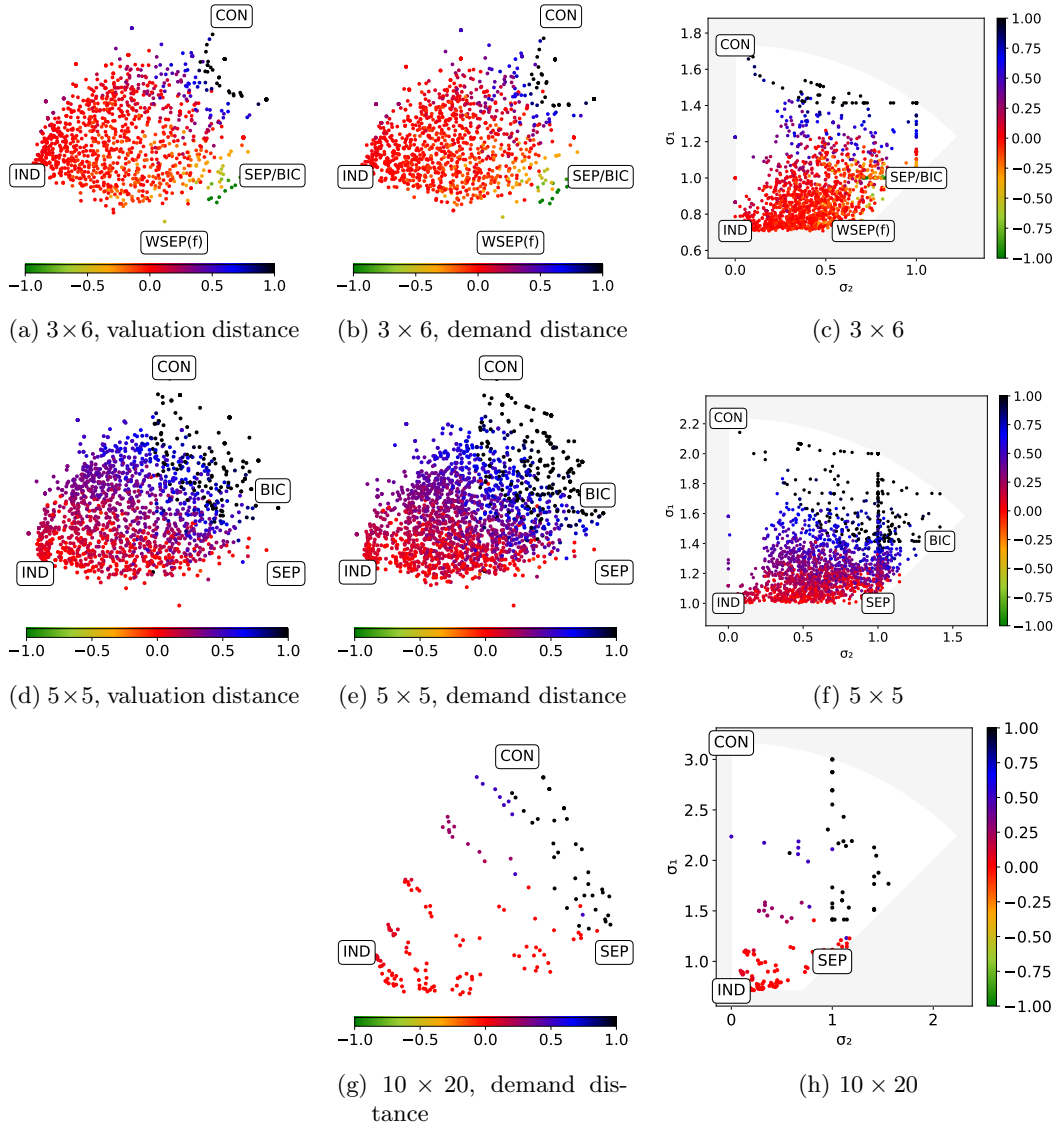 CON
IND
SEP/BIC
WSEP(f)
−1.0 −0.5 0.0 0.5 1.0
(a) 3×6, valuation distance
CON
IND
SEP/BIC
WSEP(f)
−1.0 −0.5 0.0 0.5 1.0
(b) 3 × 6, demand distance
1.8
1.6
1.4
1.2
1.0
0.8
0.6
σ₁
CON
SEP/BIC
IND
WSEP(f)
0.0 0.5 1.0
σ₂
1.00
0.75
0.50
0.25
0.00
−0.25
−0.50
−0.75
−1.00
(c) 3 × 6
CON
BIC
IND
SEP
−1.0 −0.5 0.0 0.5 1.0
(d) 5×5, valuation distance
CON
BIC
IND
SEP
−1.0 −0.5 0.0 0.5 1.0
(e) 5 × 5, demand distance
2.2
2.0
1.8
1.6
1.4
1.2
1.0
σ₁
CON
BIC
IND
SEP
0.0 0.5 1.0 1.5
σ₂
1.00
0.75
0.50
0.25
0.00
−0.25
−0.50
−0.75
−1.00
(f) 5 × 5
CON
IND
SEP
−1.0 −0.5 0.0 0.5 1.0
(g) 10 × 20, demand dis-
tance
3.0
2.5
2.0
1.5
1.0
σ₁
CON
SEP
IND
0 1 2
σ₂
1.00
0.75
0.50
0.25
0.00
−0.25
−0.50
−0.75
−1.00
(h) 10 × 20